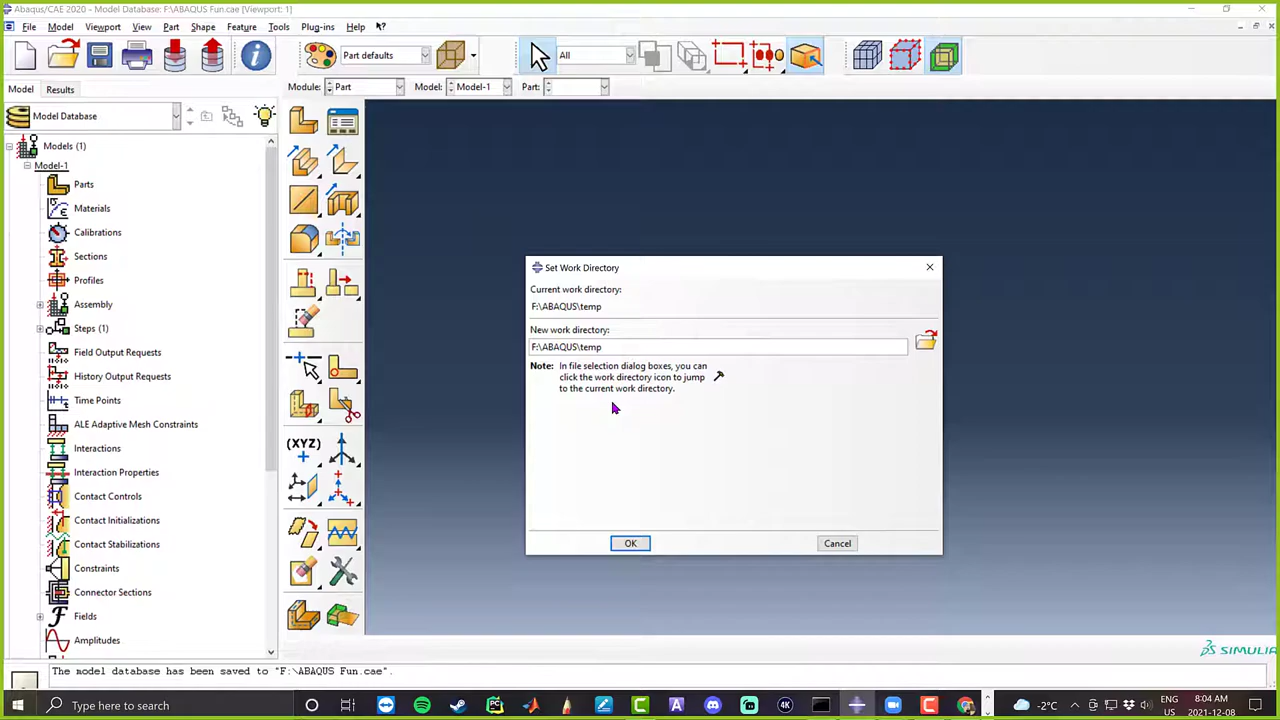 Abaqus/CAE 2020 - Model Database: F:\ABAQUS Fun.cae [Viewport: 1]
File Model Viewport View Part Shape Feature Tools Plug-ins Help
Part defaults
All
Model Results
Module: Part Model: Model-1 Part:
Model Database
Models (1)
Model-1
Parts
Materials
Calibrations
Sections
Profiles
Assembly
Steps (1)
Field Output Requests
History Output Requests
Time Points
ALE Adaptive Mesh Constraints
Interactions
Interaction Properties
Contact Controls
Contact Initializations
Contact Stabilizations
Constraints
Connector Sections
Fields
Amplitudes
(XYZ)
Set Work Directory
Current work directory:
F:\ABAQUS\temp
New work directory:
F:\ABAQUS\temp
Note: In file selection dialog boxes, you can
click the work directory icon to jump
to the current work directory.
OK Cancel
SIMULIA
The model database has been saved to "F:\ABAQUS Fun.cae".
Type here to search
-2°C
ENG
8:04 AM
2021-12-08